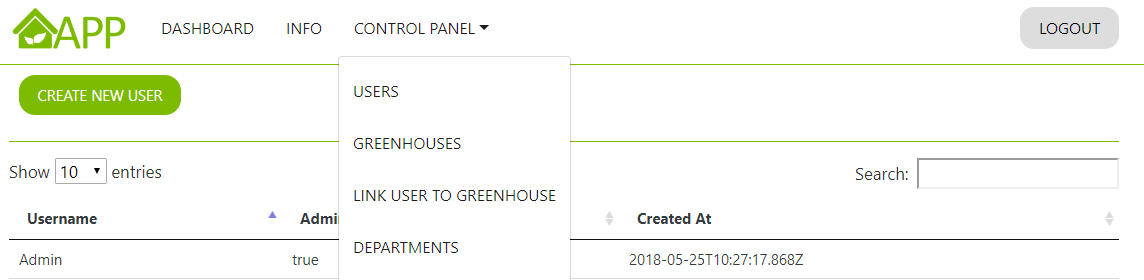 APP DASHBOARD INFO CONTROL PANEL LOGOUT
CREATE NEW USER
USERS
GREENHOUSES
LINK USER TO GREENHOUSE
DEPARTMENTS
Show 10 entries Search:
Username Admi Created At
Admin true 2018-05-25T10:27:17.868Z